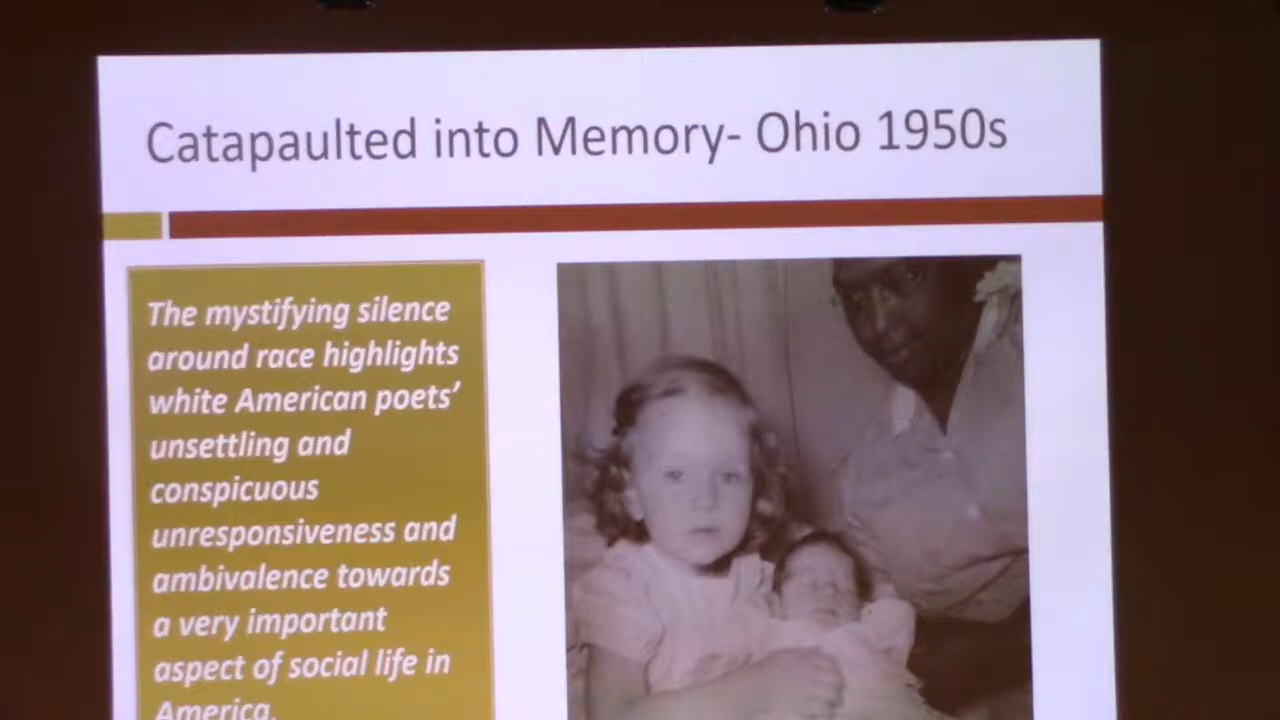 Catapaulted into Memory- Ohio 1950s
The mystifying silence
around race highlights
white American poets’
unsettling and
conspicuous
unresponsiveness and
ambivalence towards
a very important
aspect of social life in
America.